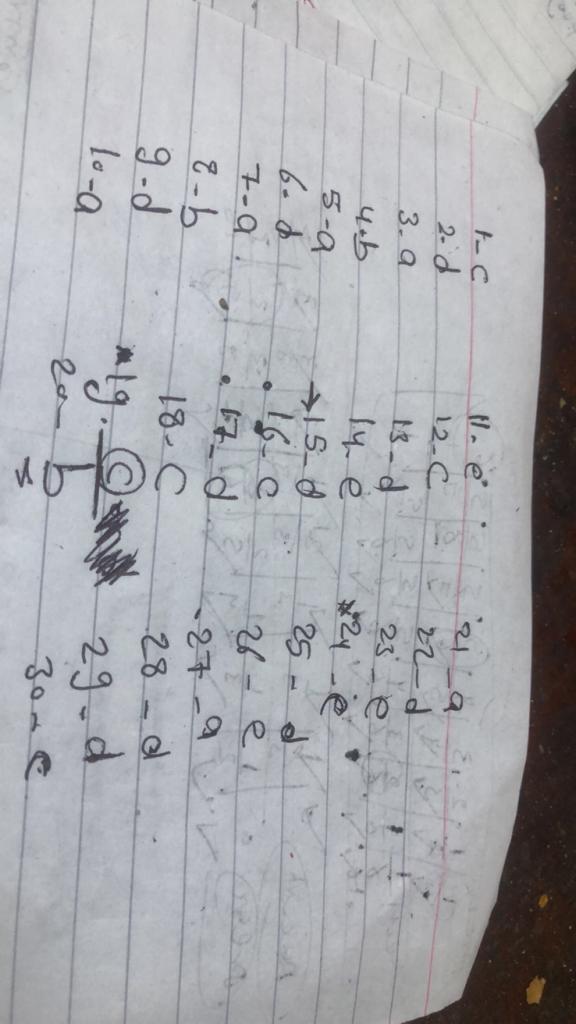 1- c
2- d
3- a
4. b
5- a
6- d
7- a
8- b
9- d
10- a
11- e
12- C
13- d
14- e
→15- d
16- C
17- d
18- C
*19. C
20- b
21- a
22- d
23- e
*24- e
25- d
26- e
27- a
28- d
29- d
30- e